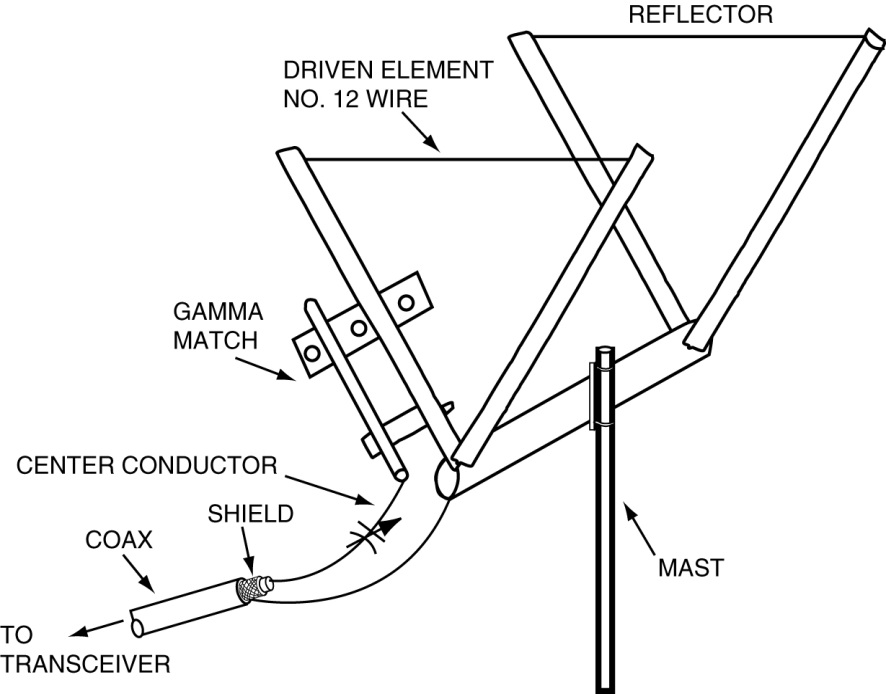 REFLECTOR
DRIVEN ELEMENT
NO. 12 WIRE
GAMMA
MATCH
CENTER CONDUCTOR
SHIELD
COAX
MAST
TO
TRANSCEIVER